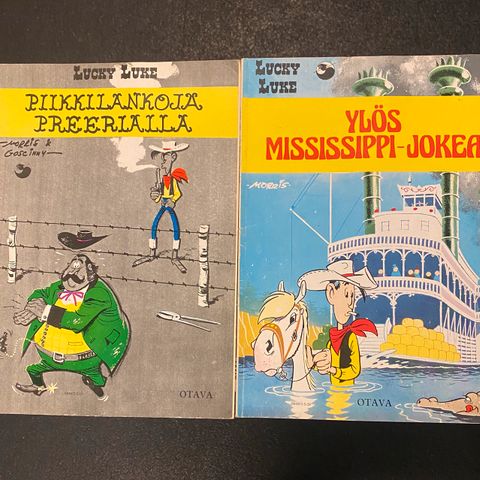 LUCKY LUKE
PIIKKILANKOJA
PREERIALLA
MORRIS &
GOSCINNY
OTAVA
LUCKY
LUKE
YLÖS
MISSISSIPPI-JOKEA
MORRIS
OTAVA